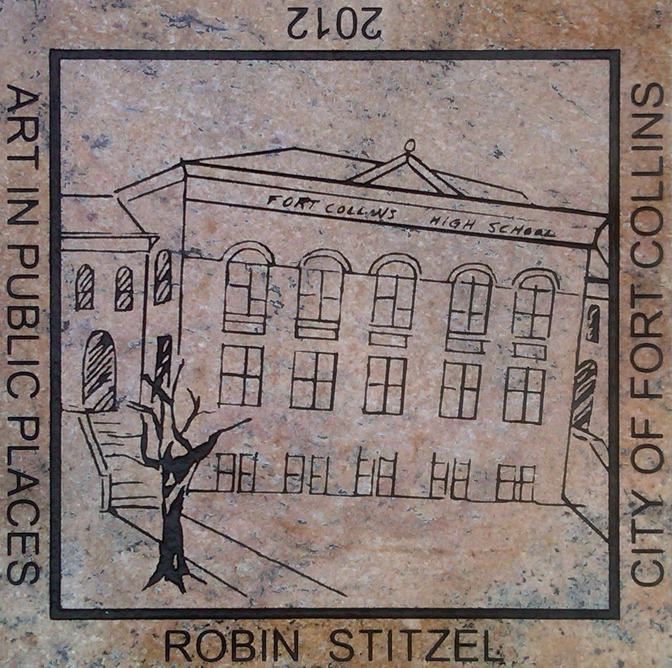 2012
ART IN PUBLIC PLACES
FORT COLLINS HIGH SCHOOL
CITY OF FORT COLLINS
ROBIN STITZEL